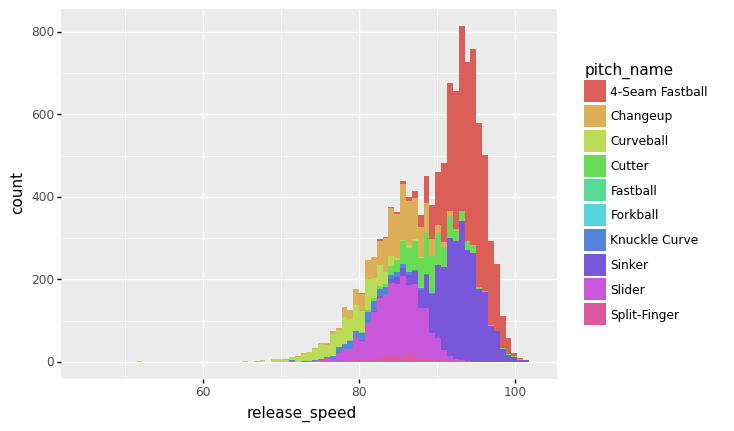 800
600
400
200
0
count
60
80
100
release_speed
pitch_name
4-Seam Fastball
Changeup
Curveball
Cutter
Fastball
Forkball
Knuckle Curve
Sinker
Slider
Split-Finger